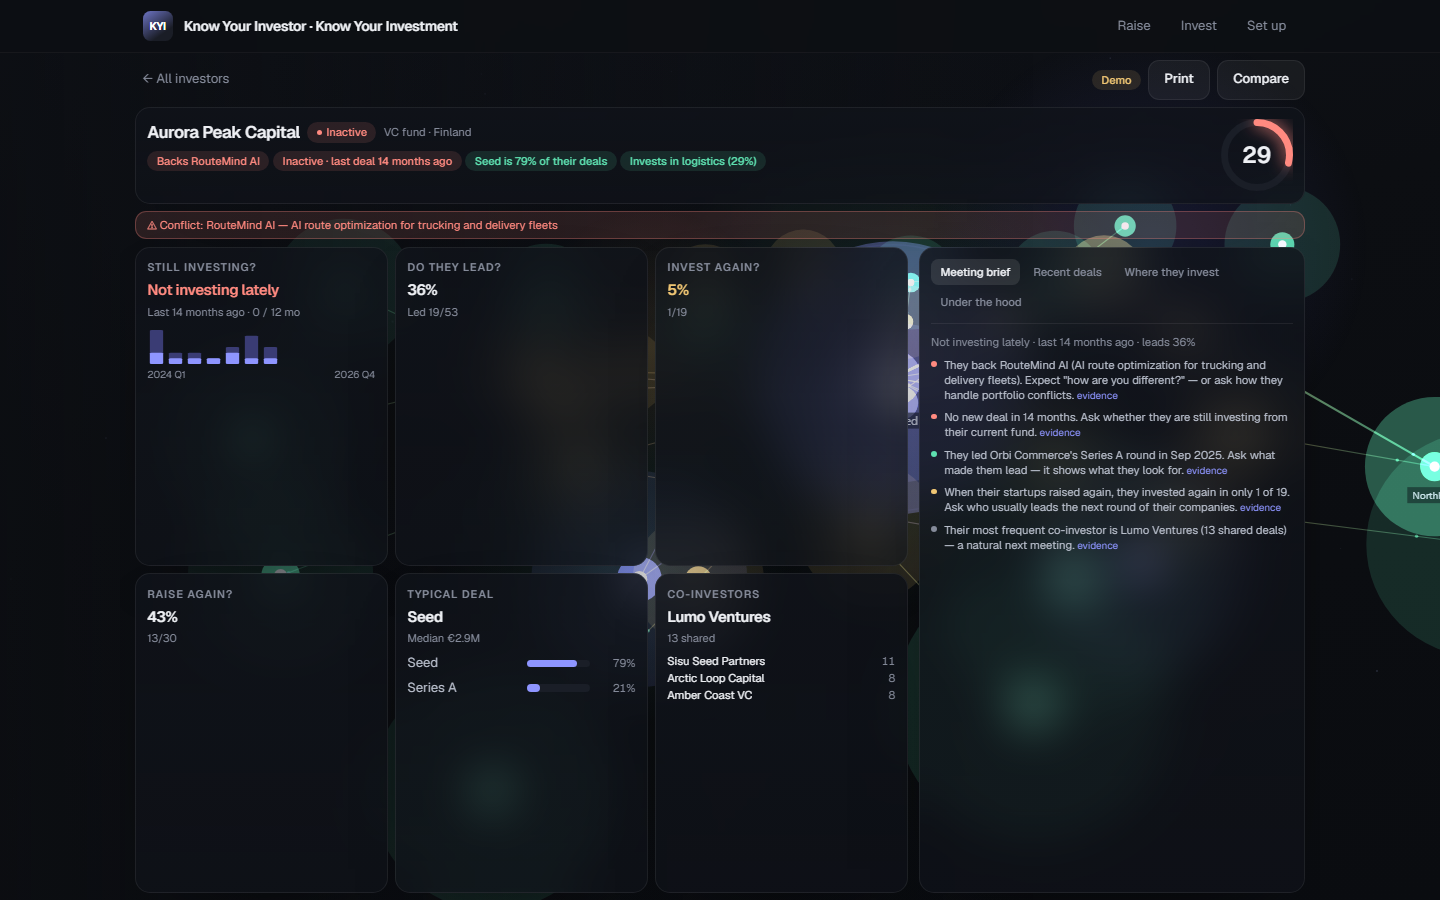 KYI
Know Your Investor · Know Your Investment
Raise
Invest
Set up
← All investors
Demo
Print
Compare
Aurora Peak Capital
Inactive
VC fund · Finland
Backs RouteMind AI
Inactive · last deal 14 months ago
Seed is 79% of their deals
Invests in logistics (29%)
29
⚠ Conflict: RouteMind AI — AI route optimization for trucking and delivery fleets
STILL INVESTING?
Not investing lately
Last 14 months ago · 0 / 12 mo
2024 Q1
2026 Q4
DO THEY LEAD?
36%
Led 19/53
INVEST AGAIN?
5%
1/19
RAISE AGAIN?
43%
13/30
TYPICAL DEAL
Seed
Median €2.9M
Seed 79%
Series A 21%
CO-INVESTORS
Lumo Ventures
13 shared
Sisu Seed Partners 11
Arctic Loop Capital 8
Amber Coast VC 8
Meeting brief
Recent deals
Where they invest
Under the hood
Not investing lately · last 14 months ago · leads 36%
They back RouteMind AI (AI route optimization for trucking and
delivery fleets). Expect "how are you different?" — or ask how they
handle portfolio conflicts. evidence
No new deal in 14 months. Ask whether they are still investing from
their current fund. evidence
They led Orbi Commerce's Series A round in Sep 2025. Ask what
made them lead — it shows what they look for. evidence
When their startups raised again, they invested again in only 1 of 19.
Ask who usually leads the next round of their companies. evidence
Their most frequent co-investor is Lumo Ventures (13 shared deals)
— a natural next meeting. evidence